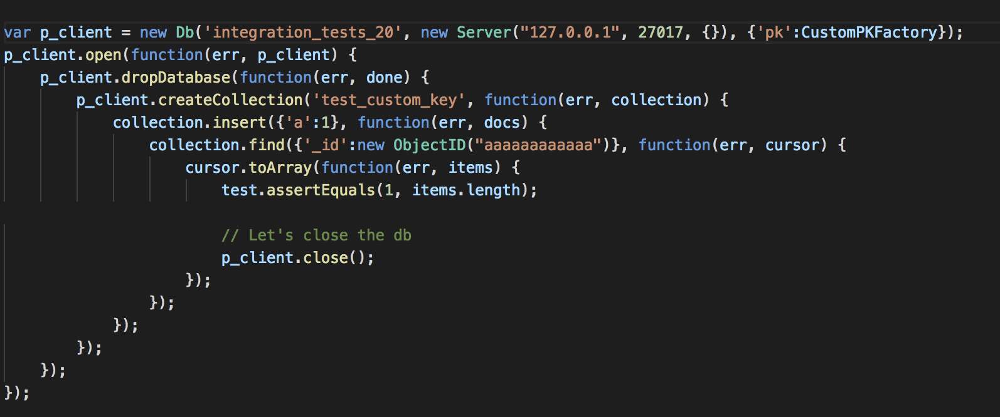 var p_client = new Db('integration_tests_20', new Server("127.0.0.1", 27017, {}), {'pk':CustomPKFactory});
p_client.open(function(err, p_client) {
    p_client.dropDatabase(function(err, done) {
        p_client.createCollection('test_custom_key', function(err, collection) {
            collection.insert({'a':1}, function(err, docs) {
                collection.find({'_id':new ObjectID("aaaaaaaaaaaa")}, function(err, cursor) {
                    cursor.toArray(function(err, items) {
                        test.assertEquals(1, items.length);

                        // Let's close the db
                        p_client.close();
                    });
                });
            });
        });
    });
});